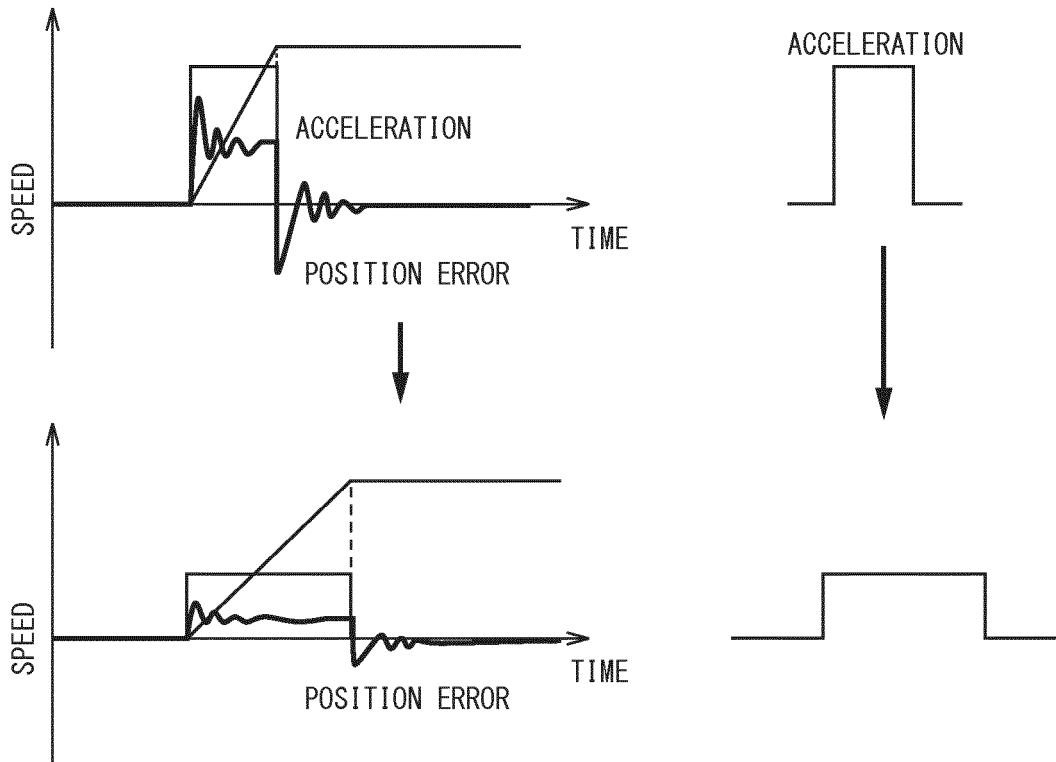 ACCELERATION
ACCELERATION
SPEED
TIME
POSITION ERROR
SPEED
TIME
POSITION ERROR